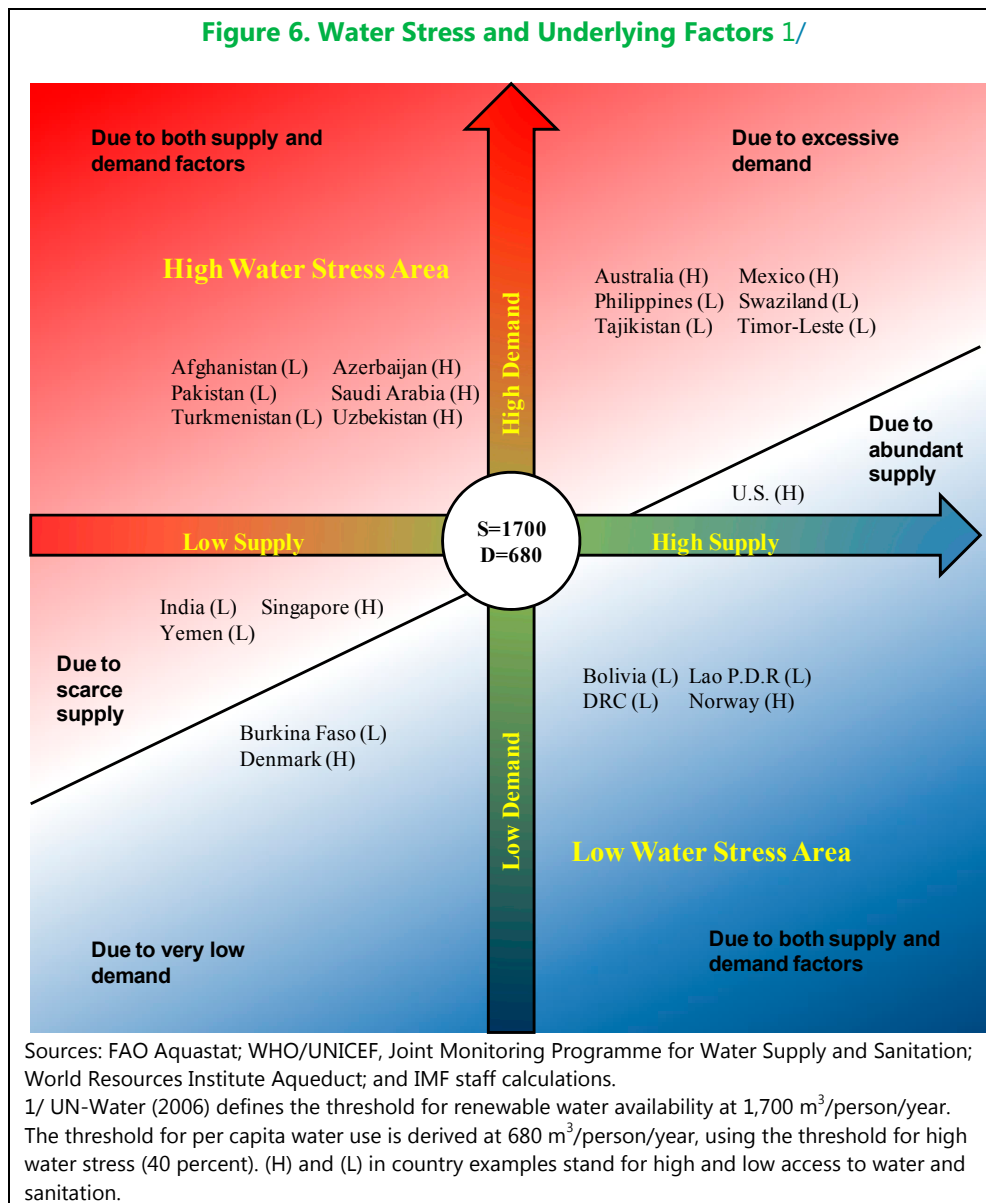 Figure 6. Water Stress and Underlying Factors 1/
Due to both supply and
demand factors
Due to excessive
demand
High Water Stress Area
Australia (H) Mexico (H)
Philippines (L) Swaziland (L)
Tajikistan (L) Timor-Leste (L)
Afghanistan (L) Azerbaijan (H)
Pakistan (L) Saudi Arabia (H)
Turkmenistan (L) Uzbekistan (H)
High Demand
Due to
abundant
supply
U.S. (H)
Low Supply
S=1700
D=680
High Supply
India (L) Singapore (H)
Yemen (L)
Due to
scarce
supply
Bolivia (L) Lao P.D.R (L)
DRC (L) Norway (H)
Burkina Faso (L)
Denmark (H)
Low Demand
Low Water Stress Area
Due to very low
demand
Due to both supply and
demand factors
Sources: FAO Aquastat; WHO/UNICEF, Joint Monitoring Programme for Water Supply and Sanitation;
World Resources Institute Aqueduct; and IMF staff calculations.
1/ UN-Water (2006) defines the threshold for renewable water availability at 1,700 m³/person/year.
The threshold for per capita water use is derived at 680 m³/person/year, using the threshold for high
water stress (40 percent). (H) and (L) in country examples stand for high and low access to water and
sanitation.